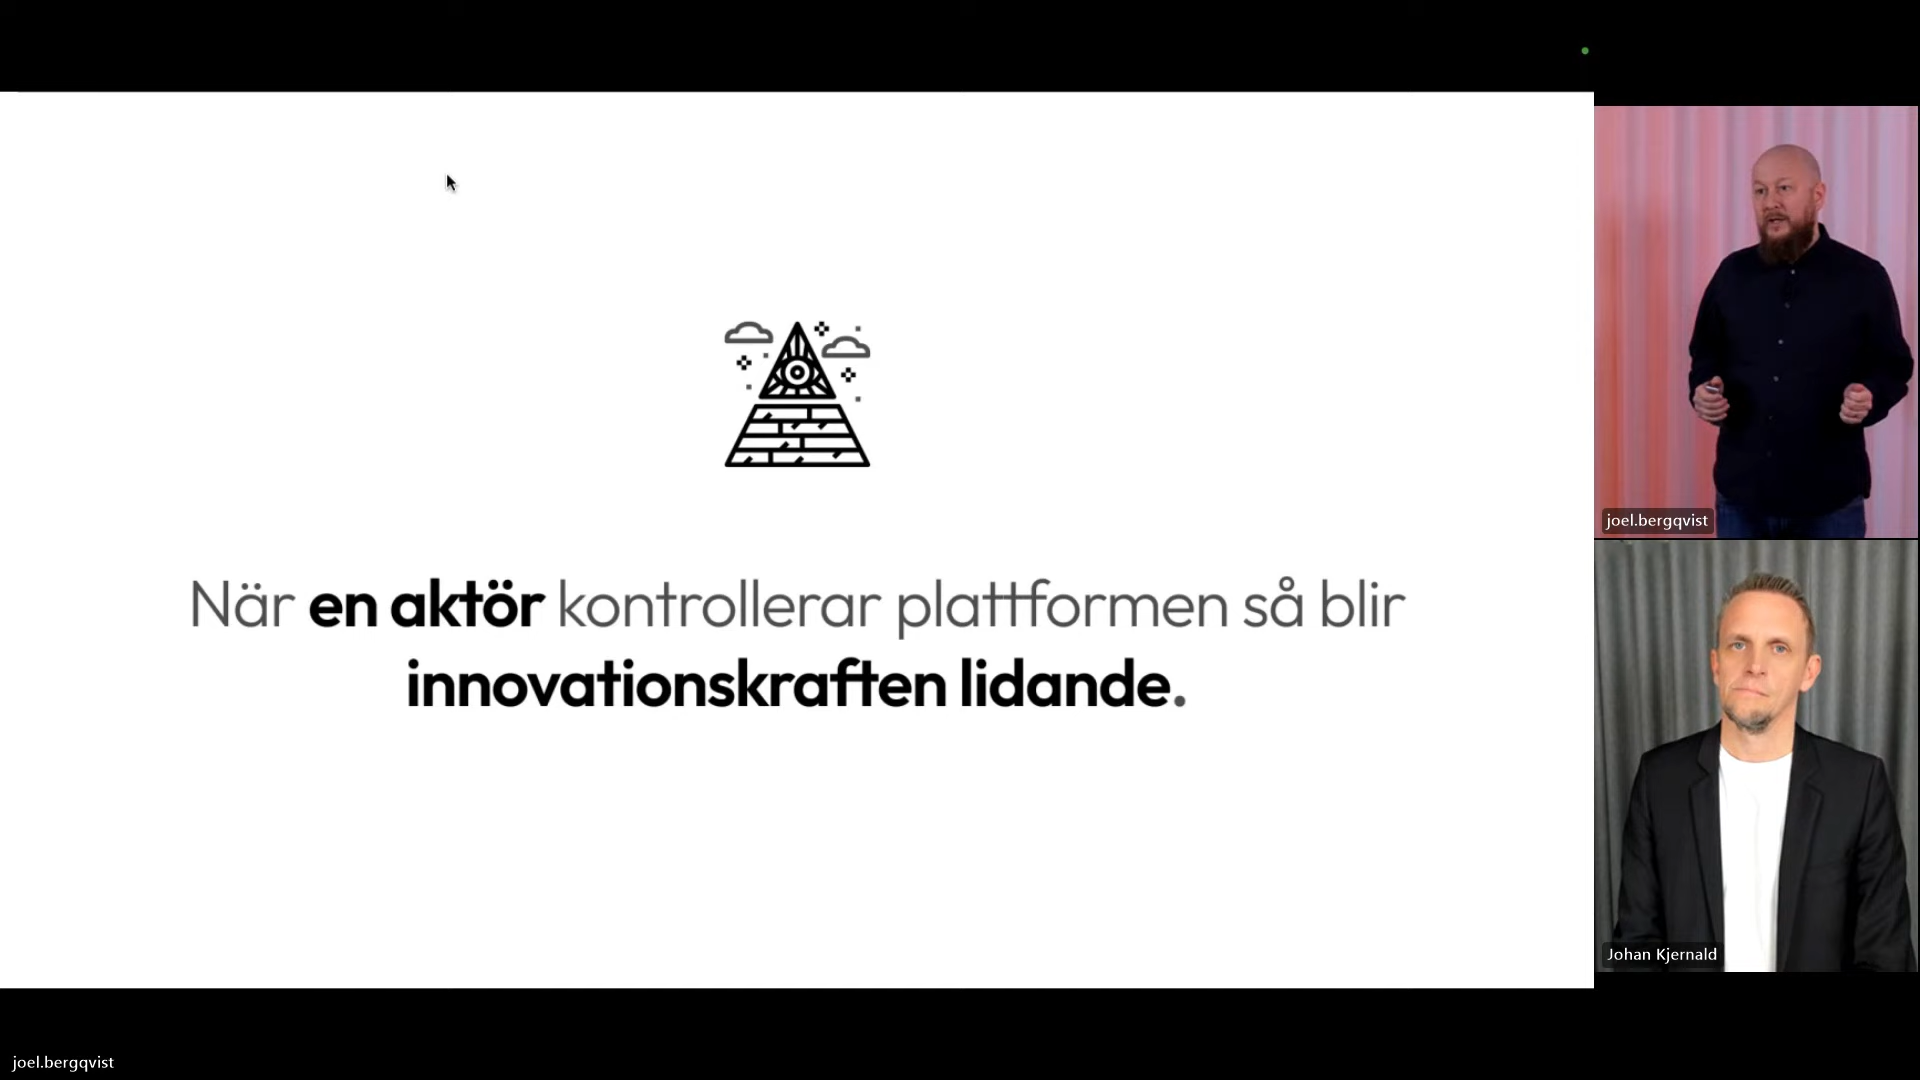 När en aktör kontrollerar plattformen så blir
innovationskraften lidande.
joel.bergqvist
Johan Kjernald
joel.bergqvist